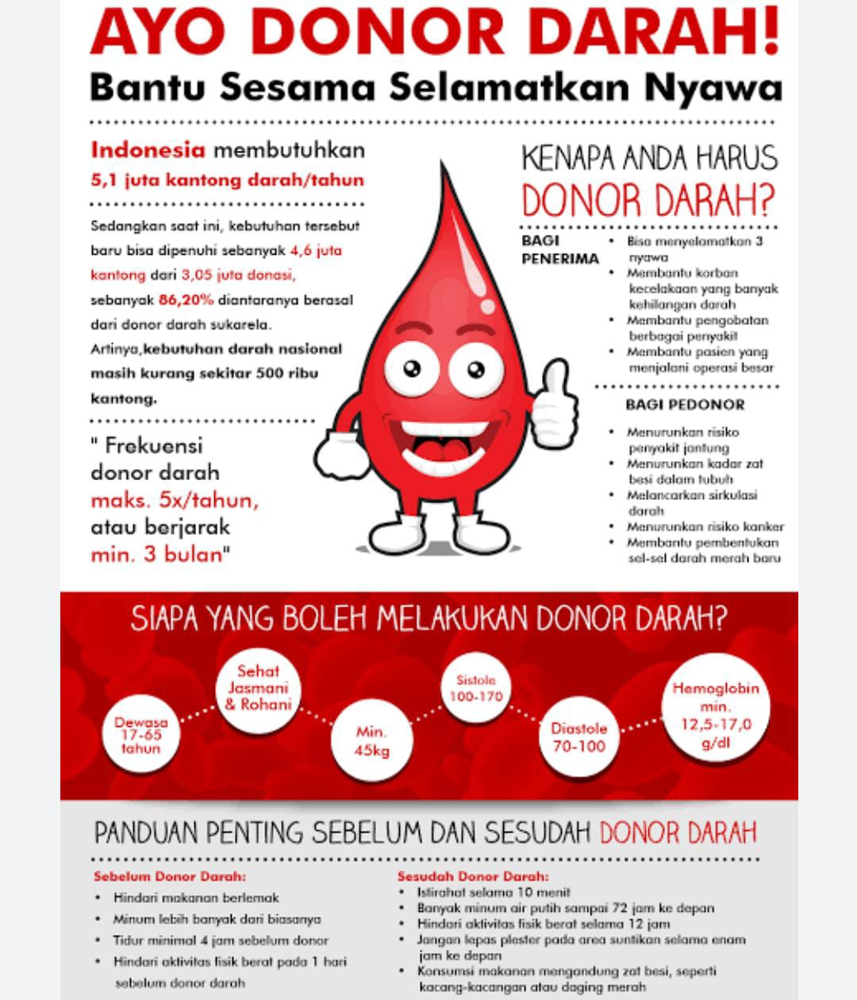 AYO DONOR DARAH!
Bantu Sesama Selamatkan Nyawa
Indonesia membutuhkan
5,1 juta kantong darah/tahun
Sedangkan saat ini, kebutuhan tersebut
baru bisa dipenuhi sebanyak 4,6 juta
kantong dari 3,05 juta donasi,
sebanyak 86,20% diantaranya berasal
dari donor darah sukarela.
Artinya,kebutuhan darah nasional
masih kurang sekitar 500 ribu
kantong.
" Frekuensi
donor darah
maks. 5x/tahun,
atau berjarak
min. 3 bulan"
KENAPA ANDA HARUS
DONOR DARAH?
BAGI
PENERIMA
• Bisa menyelamatkan 3
nyawa
• Membantu korban
kecelakaan yang banyak
kehilangan darah
• Membantu pengobatan
berbagai penyakit
• Membantu pasien yang
menjalani operasi besar
BAGI PEDONOR
• Menurunkan risiko
penyakit jantung
• Menurunkan kadar zat
besi dalam tubuh
• Melancarkan sirkulasi
darah
• Menurunkan risiko kanker
• Membantu pembentukan
sel-sel darah merah baru
SIAPA YANG BOLEH MELAKUKAN DONOR DARAH?
Dewasa
17-65
tahun
Sehat
Jasmani
& Rohani
Min.
45kg
Sistole
100-170
Diastole
70-100
Hemoglobin
min.
12,5-17,0
g/dl
PANDUAN PENTING SEBELUM DAN SESUDAH DONOR DARAH
Sebelum Donor Darah:
• Hindari makanan berlemak
• Minum lebih banyak dari biasanya
• Tidur minimal 4 jam sebelum donor
• Hindari aktivitas fisik berat pada 1 hari
sebelum donor darah
Sesudah Donor Darah:
• Istirahat selama 10 menit
• Banyak minum air putih sampai 72 jam ke depan
• Hindari aktivitas fisik berat selama 12 jam
• Jangan lepas plester pada area suntikan selama enam
jam ke depan
• Konsumsi makanan mengandung zat besi, seperti
kacang-kacangan atau daging merah